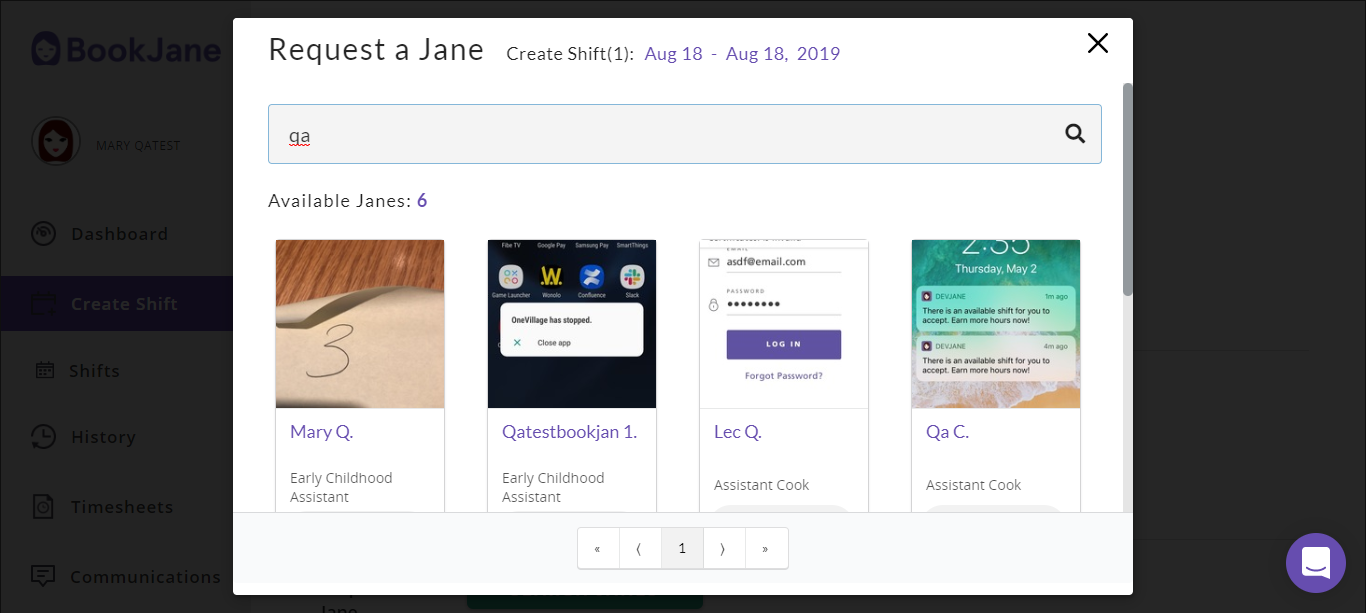 BookJane
MARY QATEST
Dashboard
Create Shift
Shifts
History
Timesheets
Communications
Request a Jane Create Shift(1): Aug 18 - Aug 18, 2019
qa
Available Janes: 6
3
Fibe TV Google Pay Samsung Pay SmartThings
Game Launcher Wonolo Confluence Slack
OneVillage has stopped.
Close app
EMAIL
asdf@email.com
PASSWORD
LOG IN
Forgot Password?
2:35
Thursday, May 2
DEVJANE 1m ago
There is an available shift for you to
accept. Earn more hours now!
DEVJANE 4m ago
There is an available shift for you to
accept. Earn more hours now!
Mary Q.
Early Childhood
Assistant
Qatestbookjan 1.
Early Childhood
Assistant
Lec Q.
Assistant Cook
Qa C.
Assistant Cook
« ⟨ 1 ⟩ »
Jane